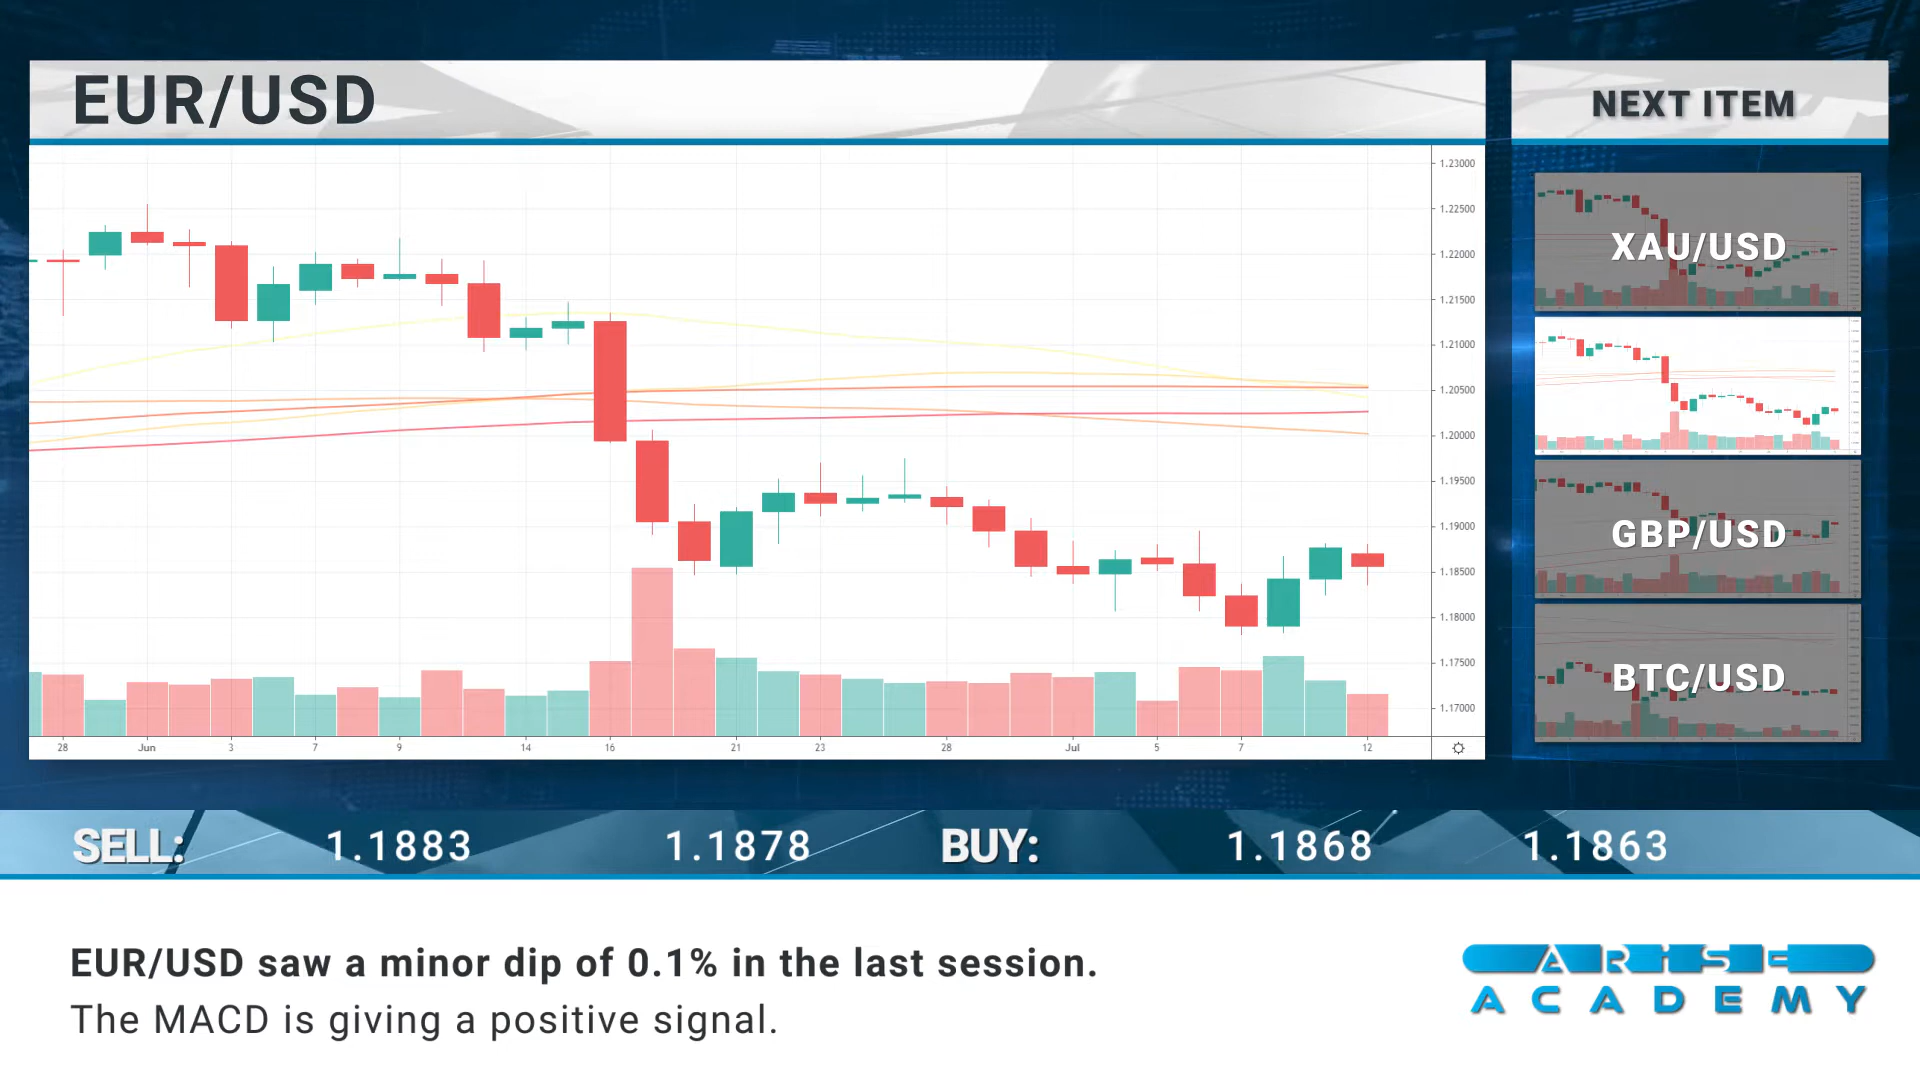 EUR/USD
NEXT ITEM
1.23000
1.22500
1.22000
1.21500
1.21000
1.20500
1.20000
1.19500
1.19000
1.18500
1.18000
1.17500
1.17000
28 Jun 3 7 9 14 16 21 23 28 Jul 5 7 12
XAU/USD
GBP/USD
BTC/USD
SELL: 1.1883 1.1878 BUY: 1.1868 1.1863
EUR/USD saw a minor dip of 0.1% in the last session.
The MACD is giving a positive signal.
ARISE
ACADEMY